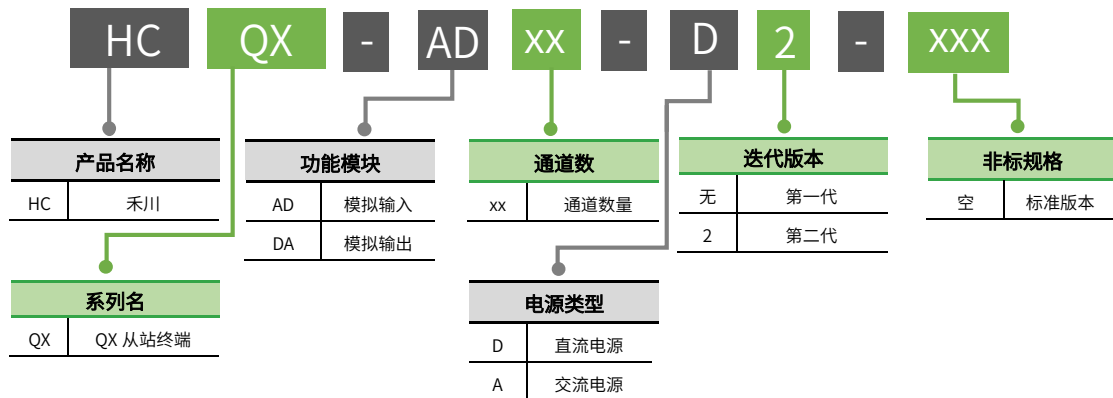 HC QX - AD xx - D 2 - XXX
产品名称
HC 禾川
系列名
QX QX 从站终端
功能模块
AD 模拟输入
DA 模拟输出
通道数
xx 通道数量
电源类型
D 直流电源
A 交流电源
迭代版本
无 第一代
2 第二代
非标规格
空 标准版本